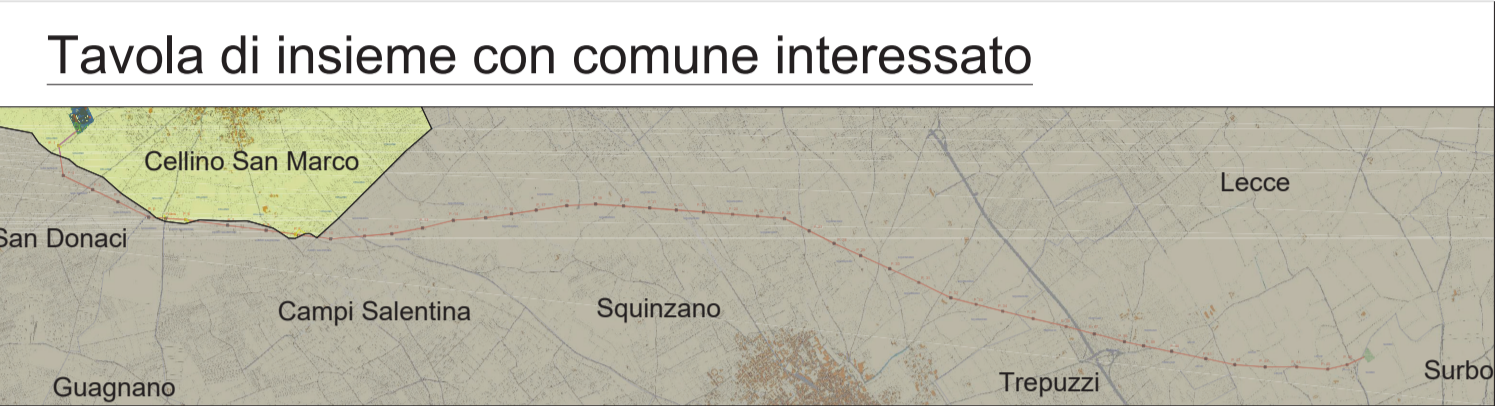 Tavola di insieme con comune interessato
Cellino San Marco
Lecce
San Donaci
Campi Salentina
Squinzano
Guagnano
Trepuzzi
Surbo